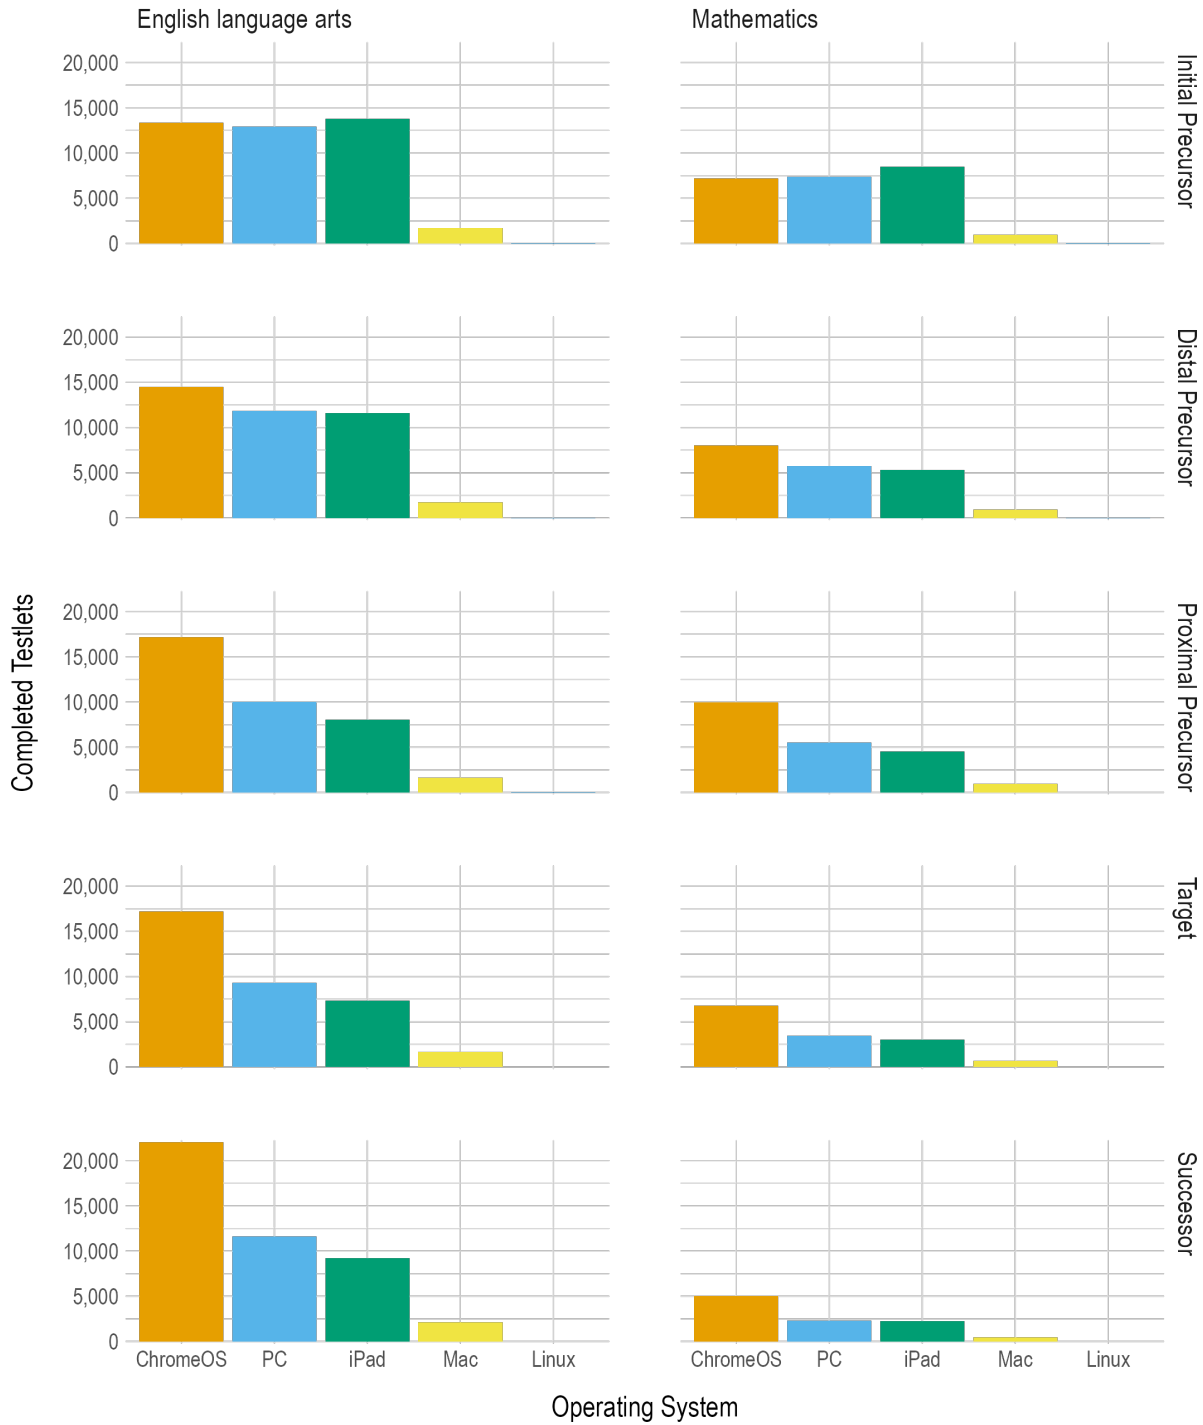 English language arts
Mathematics
20,000
15,000
10,000
5,000
0
Initial Precursor
20,000
15,000
10,000
5,000
0
Distal Precursor
Completed Testlets
20,000
15,000
10,000
5,000
0
Proximal Precursor
20,000
15,000
10,000
5,000
0
Target
20,000
15,000
10,000
5,000
0
Successor
ChromeOS PC iPad Mac Linux
ChromeOS PC iPad Mac Linux
Operating System